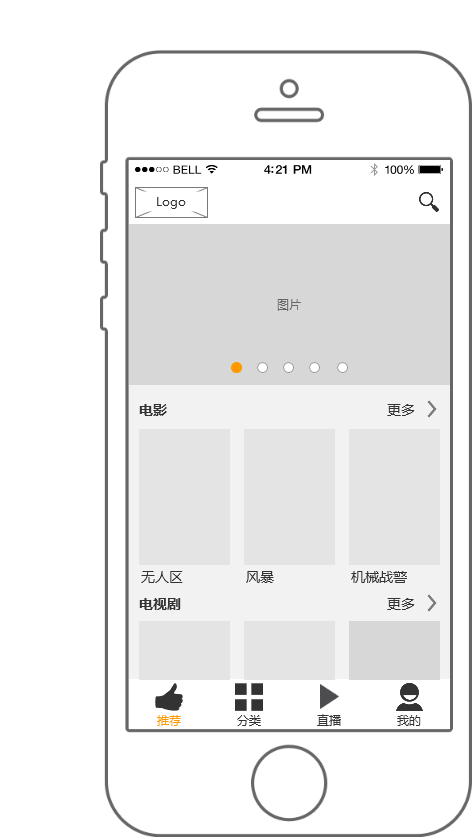 BELL 4:21 PM 100%
Logo
图片
电影 更多
无人区 风暴 机械战警
电视剧 更多
推荐 分类 直播 我的